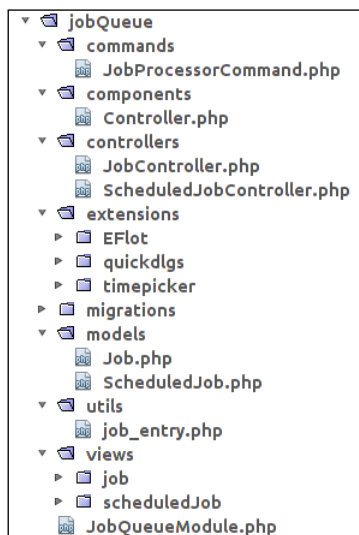 jobQueue
commands
JobProcessorCommand.php
components
Controller.php
controllers
JobController.php
ScheduledJobController.php
extensions
EFlot
quickdlgs
timepicker
migrations
models
Job.php
ScheduledJob.php
utils
job_entry.php
views
job
scheduledJob
JobQueueModule.php